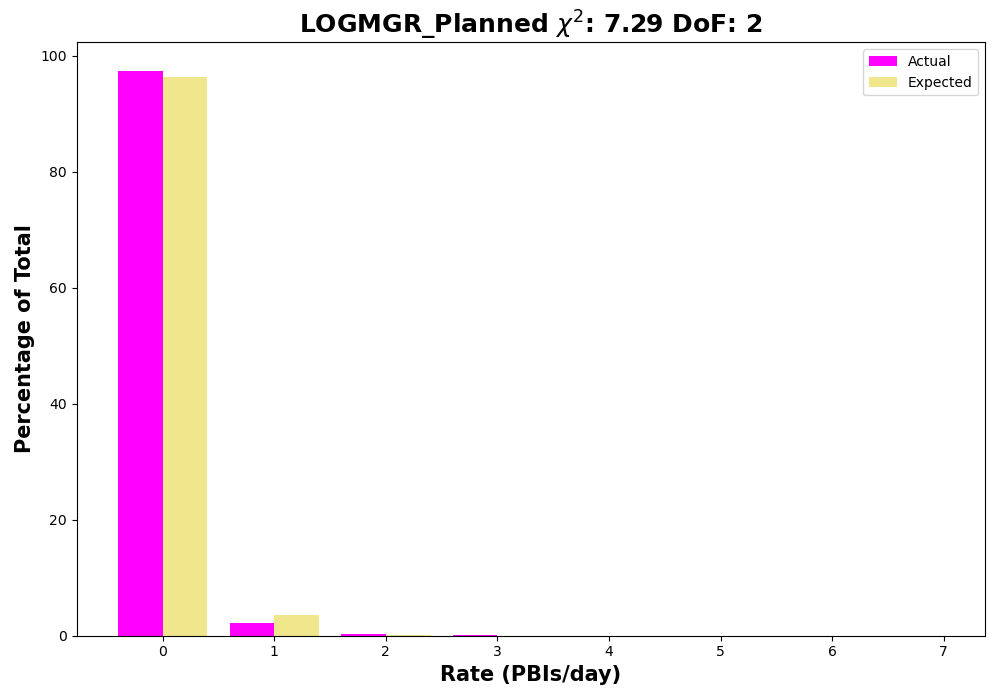 LOGMGR_Planned χ²: 7.29 DoF: 2
Actual
Expected
Percentage of Total
100
80
60
40
20
0
0 1 2 3 4 5 6 7
Rate (PBIs/day)